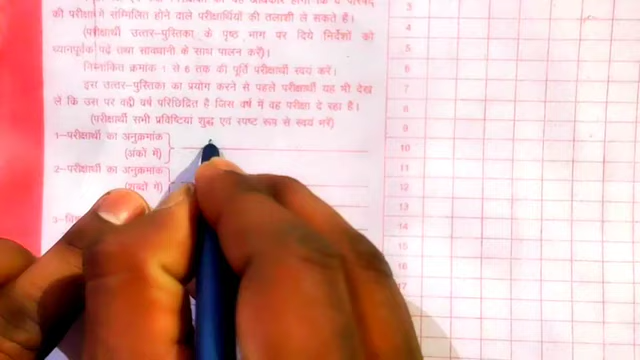 की परीक्षा में सम्मिलित होने वाले परीक्षार्थियों की तलाशी ले सकते हैं।
(परीक्षार्थी उत्तर–पुस्तिका के पृष्ठ भाग पर दिये निर्देशों को
ध्यानपूर्वक पढ़ें तथा सावधानी के साथ पालन करें)।
निम्नांकित क्रमांक 1 से 6 तक की पूर्ति परीक्षार्थी स्वयं करें।
इस उत्तर–पुस्तिका का प्रयोग करने से पहले परीक्षार्थी यह भी देख
लें कि उस पर वही वर्ष परिछिद्रित है जिस वर्ष में वह परीक्षा दे रहा है।
(परीक्षार्थी सभी प्रविष्टियां शुद्ध एवं स्पष्ट रूप से स्वयं भरें)
1–परीक्षार्थी का अनुक्रमांक
(अंकों में)
2–परीक्षार्थी का अनुक्रमांक
(शब्दों में)
3
4
5
6
7
8
9
10
11
12
13
14
15
16
17